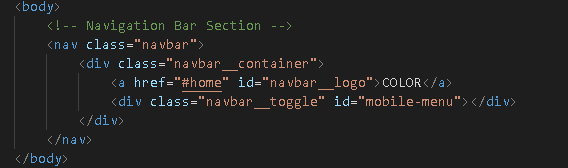 <body>
<!-- Navigation Bar Section -->
<nav class="navbar">
<div class="navbar__container">
<a href="#home" id="navbar__logo">COLOR</a>
<div class="navbar__toggle" id="mobile-menu"></div>
</div>
</nav>
</body>